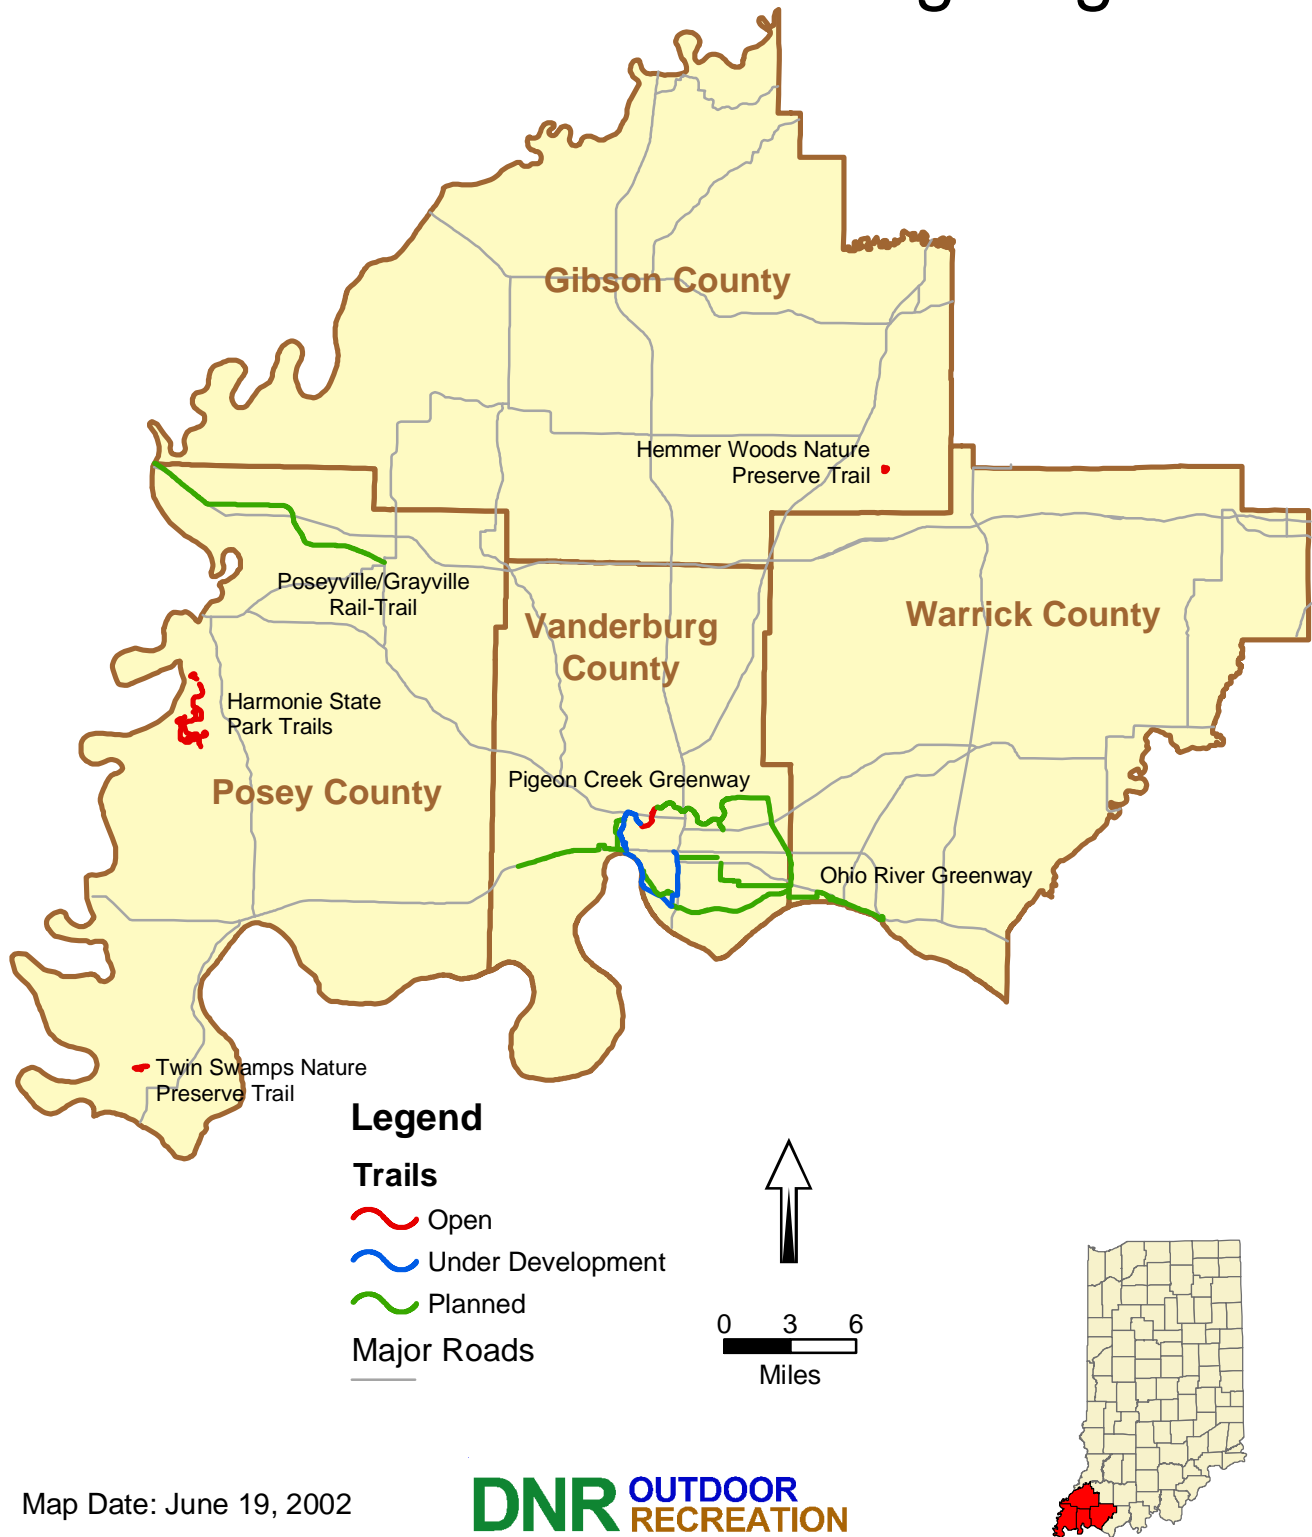 Gibson County
Hemmer Woods Nature
Preserve Trail
Poseyville/Grayville
Rail-Trail
Vanderburg
County
Warrick County
Harmonie State
Park Trails
Posey County
Pigeon Creek Greenway
Ohio River Greenway
Twin Swamps Nature
Preserve Trail
Legend
Trails
Open
Under Development
Planned
Major Roads
0 3 6
Miles
Map Date: June 19, 2002
DNR OUTDOOR
RECREATION